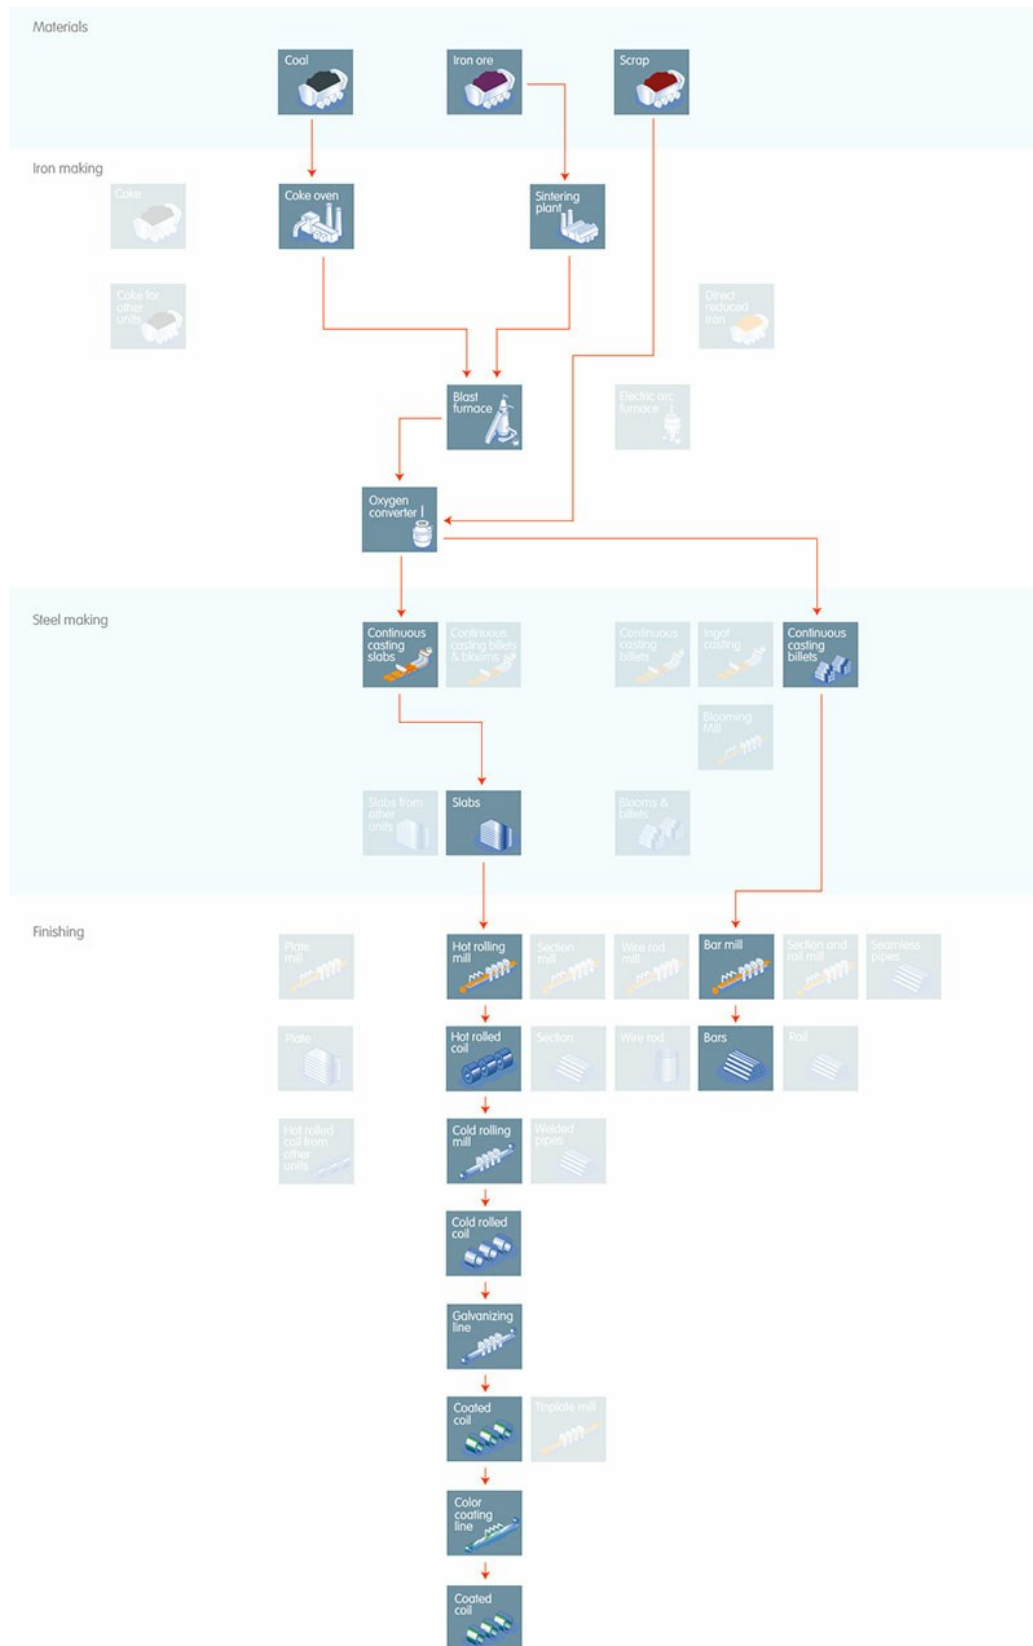 Materials
Coal
Iron ore
Scrap
Iron making
Coke
Coke oven
Sintering
plant
Coke for
other
units
Direct
reduced
iron
Blast
furnace
Electric arc
furnace
Oxygen
converter
Steel making
Continuous
casting
slabs
Continuous
casting billets
& blooms
Continuous
casting
billets
Ingot
casting
Continuous
casting
billets
Blooming
Mill
Slabs from
other
units
Slabs
Blooms &
billets
Finishing
Plate
mill
Hot rolling
mill
Section
mill
Wire rod
mill
Bar mill
Section and
rail mill
Seamless
pipes
Plate
Hot rolled
coil
Section
Wire rod
Bars
Rail
Hot rolled
coil from
other
units
Cold rolling
mill
Welded
pipes
Cold rolled
coil
Galvanizing
line
Coated
coil
Tinplate mill
Color
coating
line
Coated
coil